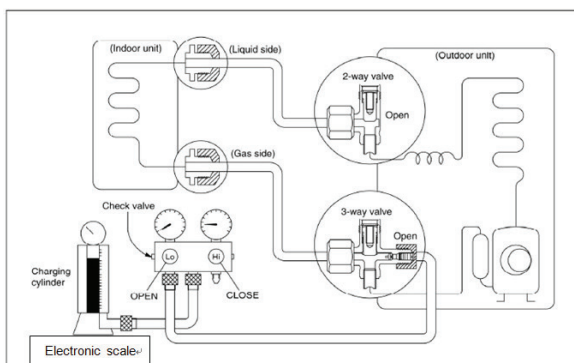 (Indoor unit)
(Liquid side)
(Outdoor unit)
2-way valve
Open
(Gas side)
3-way valve
Open
Check valve
Lo
Hi
OPEN
CLOSE
Charging
cylinder
Electronic scale